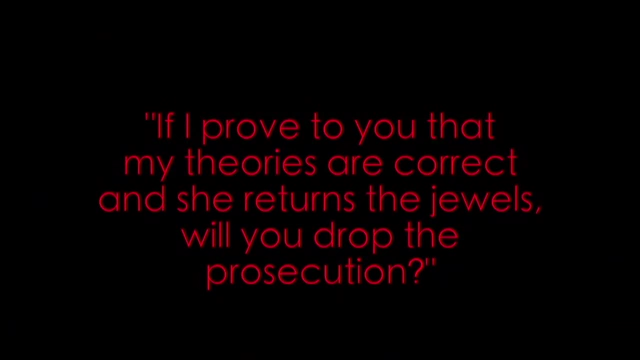 "If I prove to you that
my theories are correct
and she returns the jewels,
will you drop the
prosecution?"